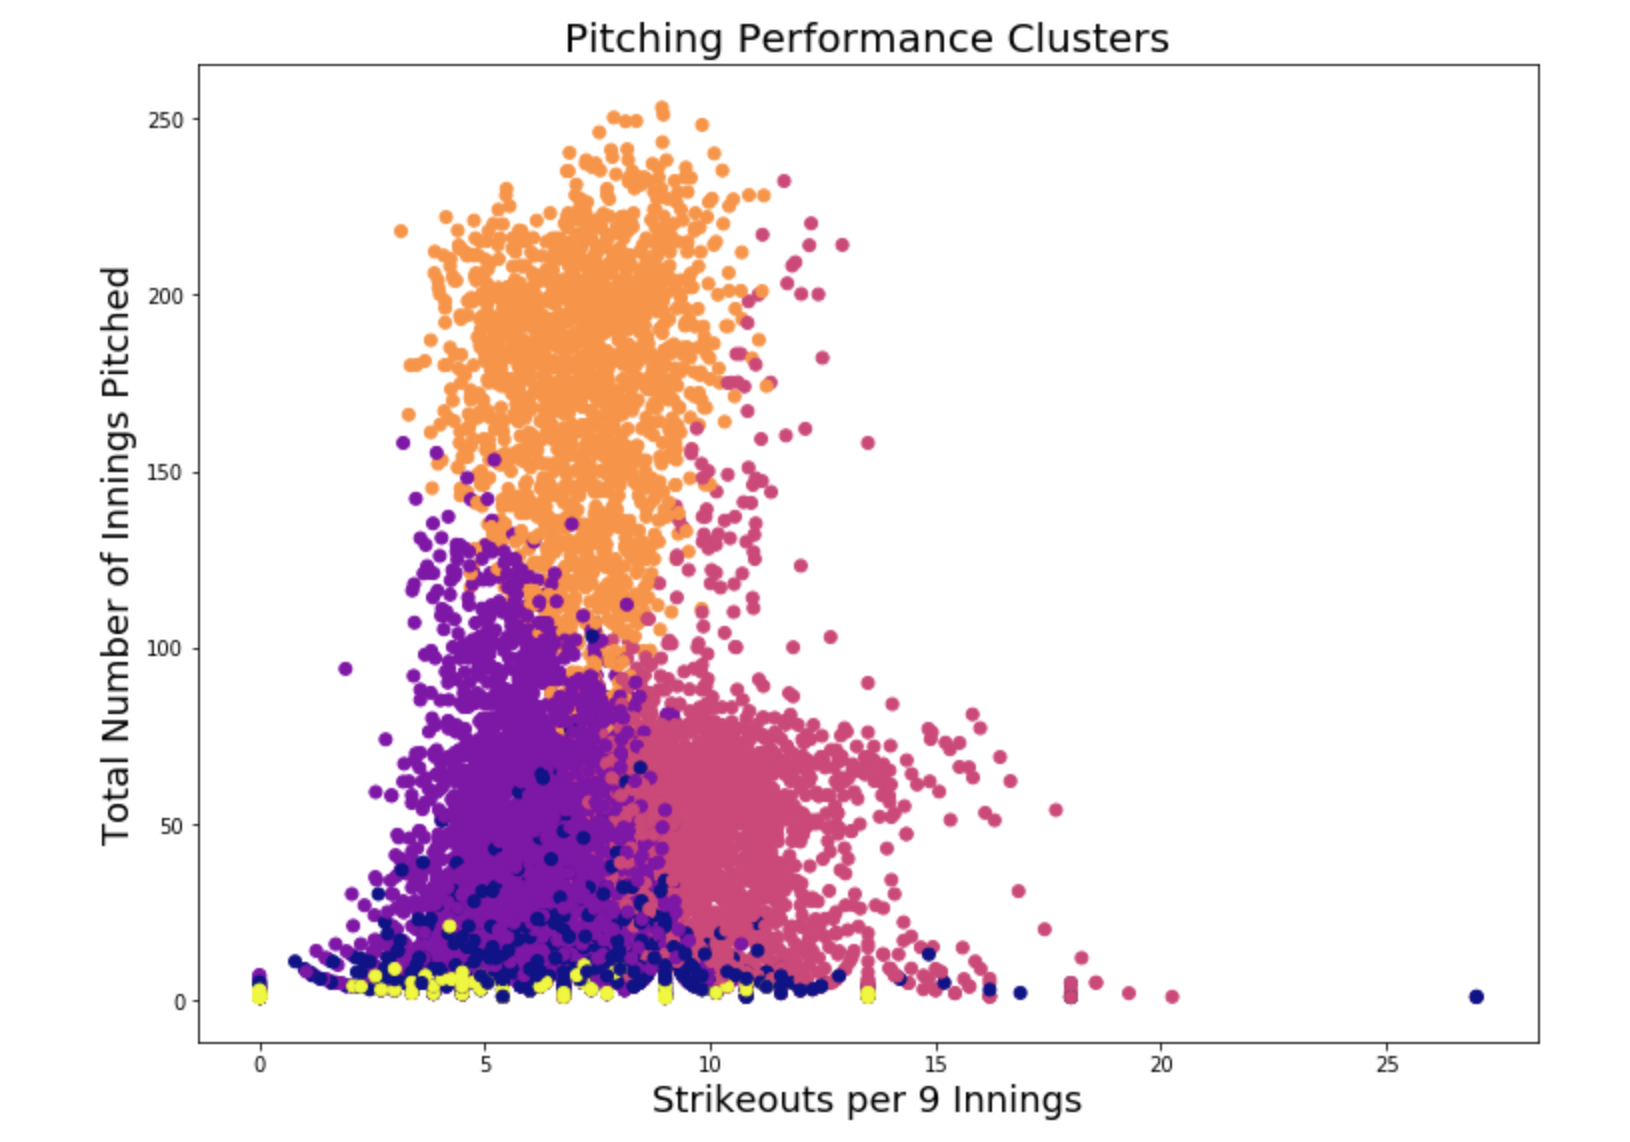 Pitching Performance Clusters
Total Number of Innings Pitched
250
200
150
100
50
0
0 5 10 15 20 25
Strikeouts per 9 Innings